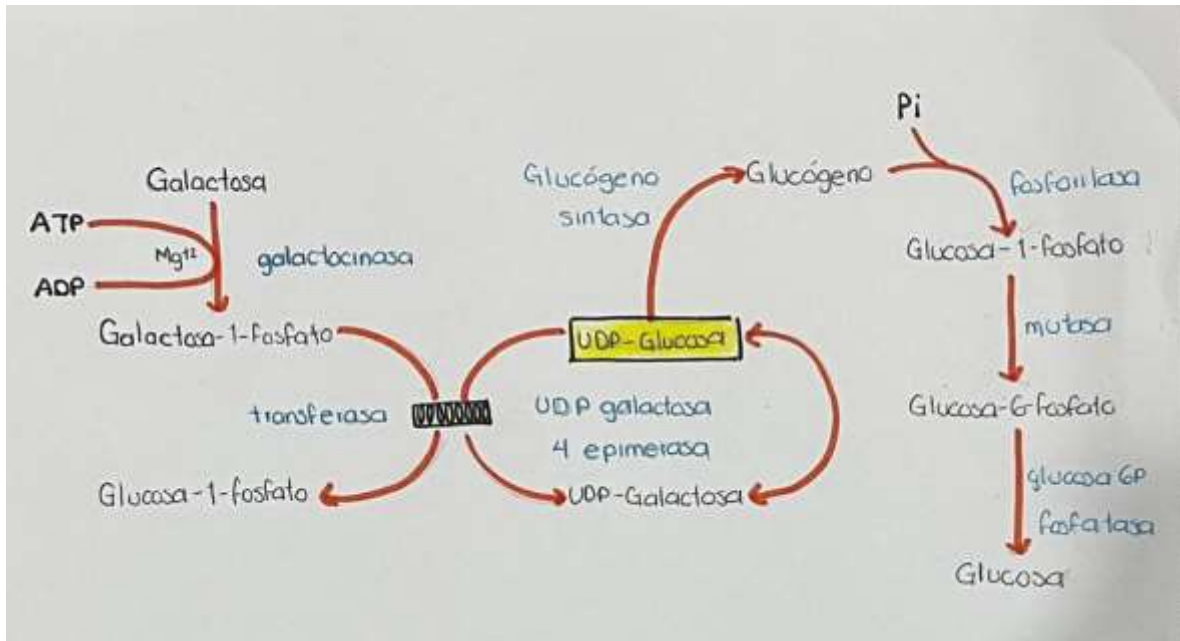 Galactosa
ATP
Mg+2
galactocinasa
ADP
Galactosa-1-fosfato
transferasa
Glucosa-1-fosfato
Glucógeno
sintasa
UDP-Glucosa
UDP galactosa
4 epimerasa
UDP-Galactosa
Pi
Glucógeno
fosforilasa
Glucosa-1-fosfato
mutasa
Glucosa-6-fosfato
glucosa 6P
fosfatasa
Glucosa